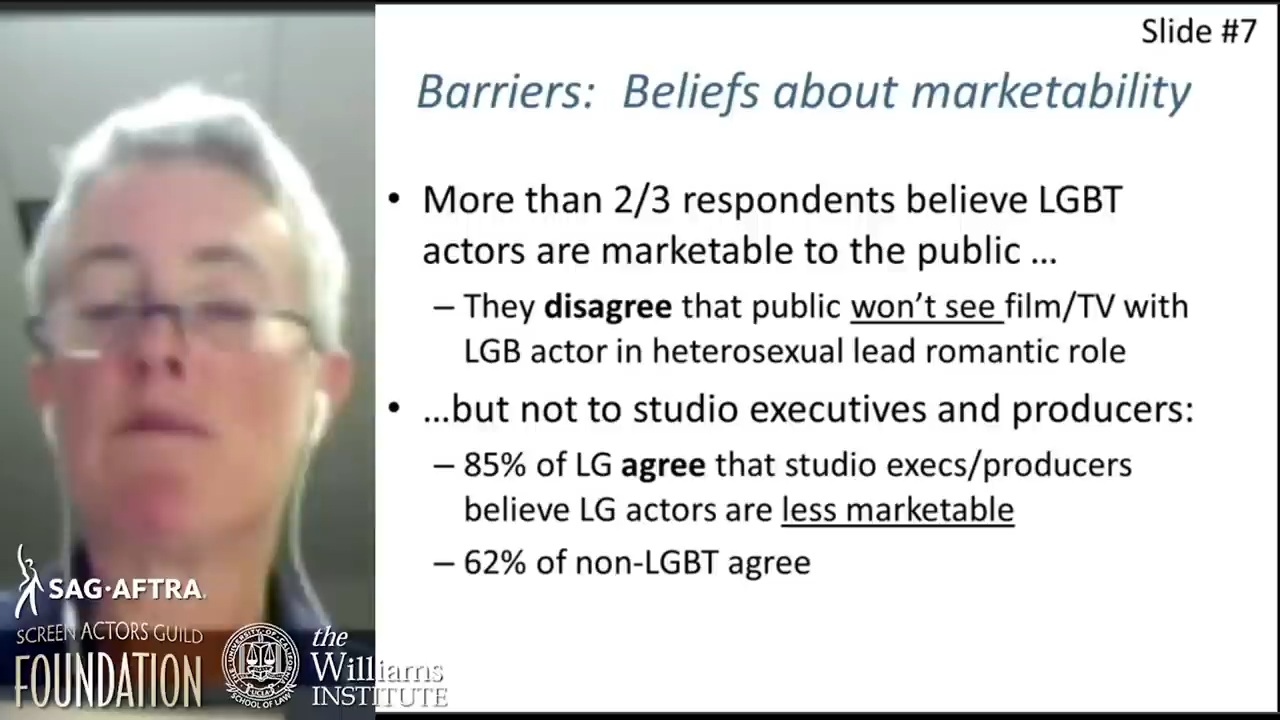 Slide #7
Barriers: Beliefs about marketability
• More than 2/3 respondents believe LGBT
actors are marketable to the public ...
– They disagree that public won't see film/TV with
LGB actor in heterosexual lead romantic role
• ...but not to studio executives and producers:
– 85% of LG agree that studio execs/producers
believe LG actors are less marketable
– 62% of non-LGBT agree
SAG·AFTRA.
SCREEN ACTORS GUILD
FOUNDATION
the
Williams
INSTITUTE
SCHOOL OF LAW